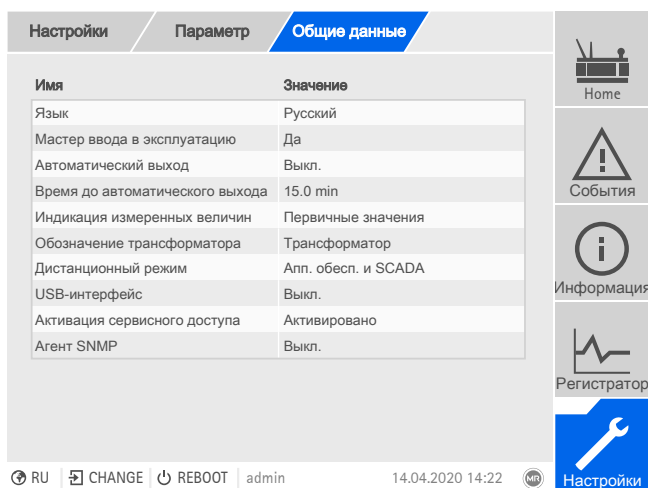 Настройки Параметр Общие данные
Имя Значение
Язык Русский
Мастер ввода в эксплуатацию Да
Автоматический выход Выкл.
Время до автоматического выхода 15.0 min
Индикация измеренных величин Первичные значения
Обозначение трансформатора Трансформатор
Дистанционный режим Апп. обесп. и SCADA
USB-интерфейс Выкл.
Активация сервисного доступа Активировано
Агент SNMP Выкл.
Home
События
Информация
Регистратор
Настройки
RU CHANGE REBOOT admin 14.04.2020 14:22 MR